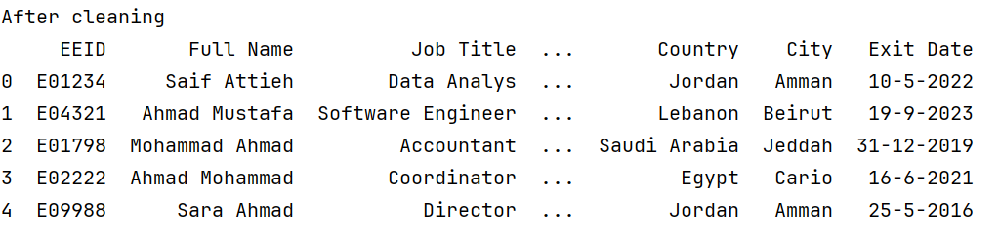 After cleaning
EEID Full Name Job Title ... Country City Exit Date
0 E01234 Saif Attieh Data Analys ... Jordan Amman 10-5-2022
1 E04321 Ahmad Mustafa Software Engineer ... Lebanon Beirut 19-9-2023
2 E01798 Mohammad Ahmad Accountant ... Saudi Arabia Jeddah 31-12-2019
3 E02222 Ahmad Mohammad Coordinator ... Egypt Cario 16-6-2021
4 E09988 Sara Ahmad Director ... Jordan Amman 25-5-2016